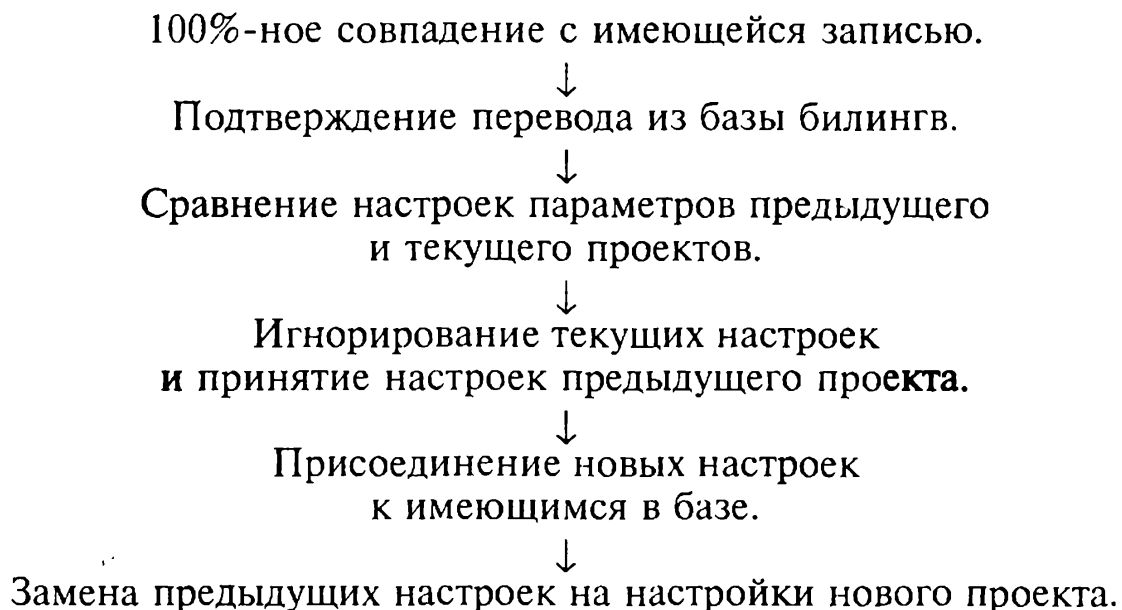 100%-ное совпадение с имеющейся записью.
↓
Подтверждение перевода из базы билингв.
↓
Сравнение настроек параметров предыдущего
и текущего проектов.
↓
Игнорирование текущих настроек
и принятие настроек предыдущего проекта.
↓
Присоединение новых настроек
к имеющимся в базе.
↓
Замена предыдущих настроек на настройки нового проекта.